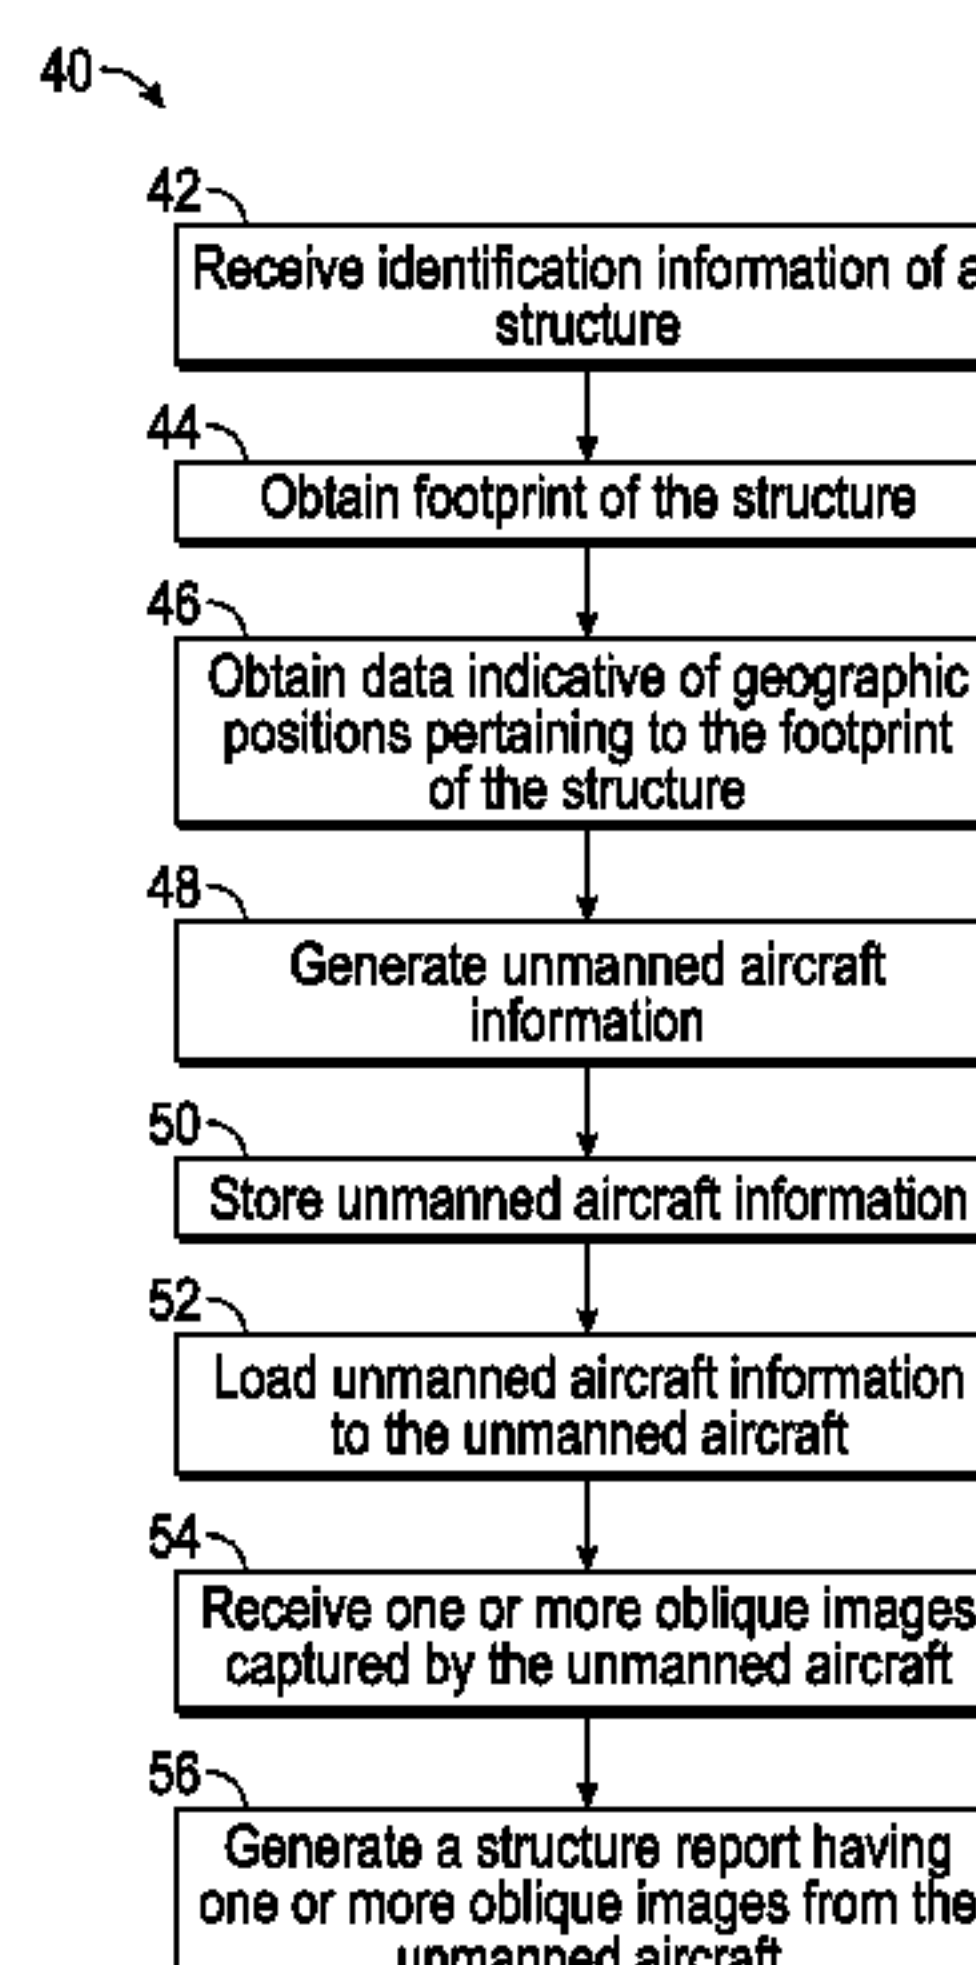 40
42
Receive identification information of a
structure
44
Obtain footprint of the structure
46
Obtain data indicative of geographic
positions pertaining to the footprint
of the structure
48
Generate unmanned aircraft
information
50
Store unmanned aircraft information
52
Load unmanned aircraft information
to the unmanned aircraft
54
Receive one or more oblique images
captured by the unmanned aircraft
56
Generate a structure report having
one or more oblique images from the
unmanned aircraft